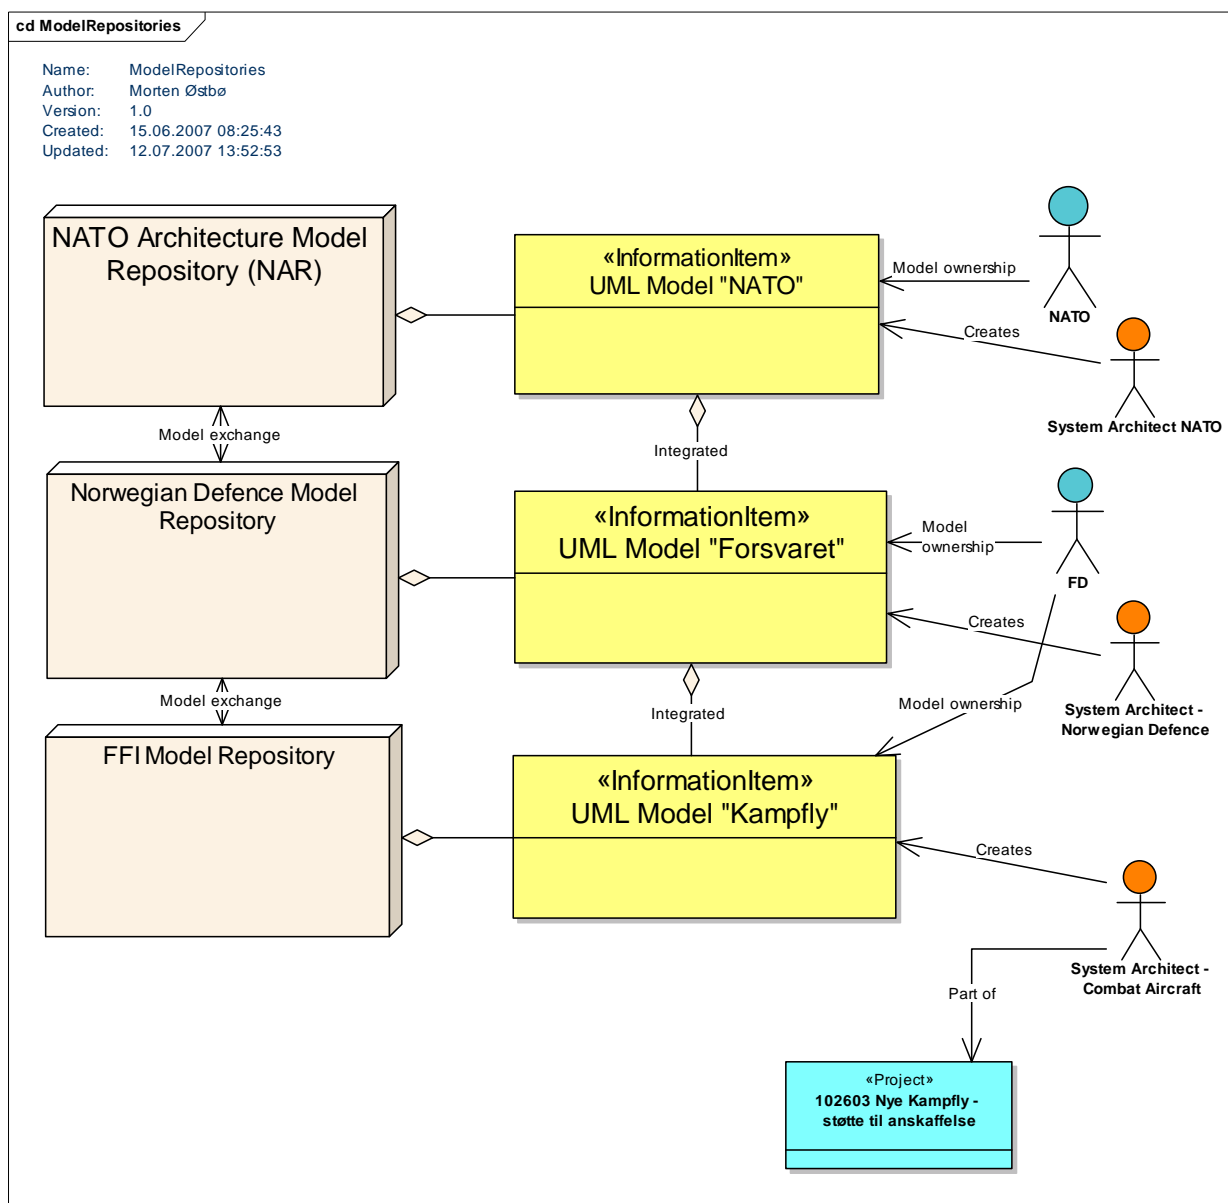 cd ModelRepositories
Name: ModelRepositories
Author: Morten Østbø
Version: 1.0
Created: 15.06.2007 08:25:43
Updated: 12.07.2007 13:52:53
NATO Architecture Model
Repository (NAR)
«InformationItem»
UML Model "NATO"
Model ownership
NATO
Creates
System Architect NATO
Model exchange
Integrated
Norwegian Defence Model
Repository
«InformationItem»
UML Model "Forsvaret"
Model
ownership
FD
Creates
System Architect -
Norwegian Defence
Model exchange
Integrated
Model ownership
FFI Model Repository
«InformationItem»
UML Model "Kampfly"
Creates
System Architect -
Combat Aircraft
Part of
«Project»
102603 Nye Kampfly -
støtte til anskaffelse